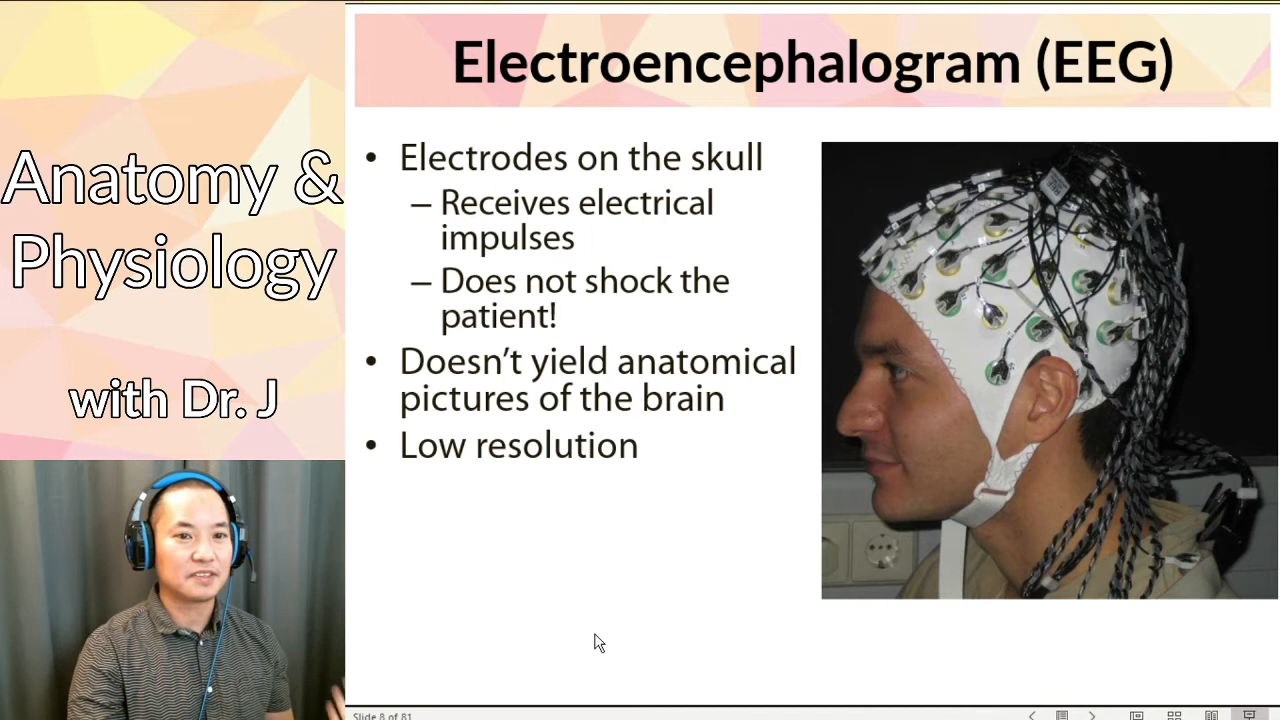 Electroencephalogram (EEG)
Anatomy &
Physiology
with Dr. J
• Electrodes on the skull
– Receives electrical
impulses
– Does not shock the
patient!
• Doesn’t yield anatomical
pictures of the brain
• Low resolution
Slide 8 of 81